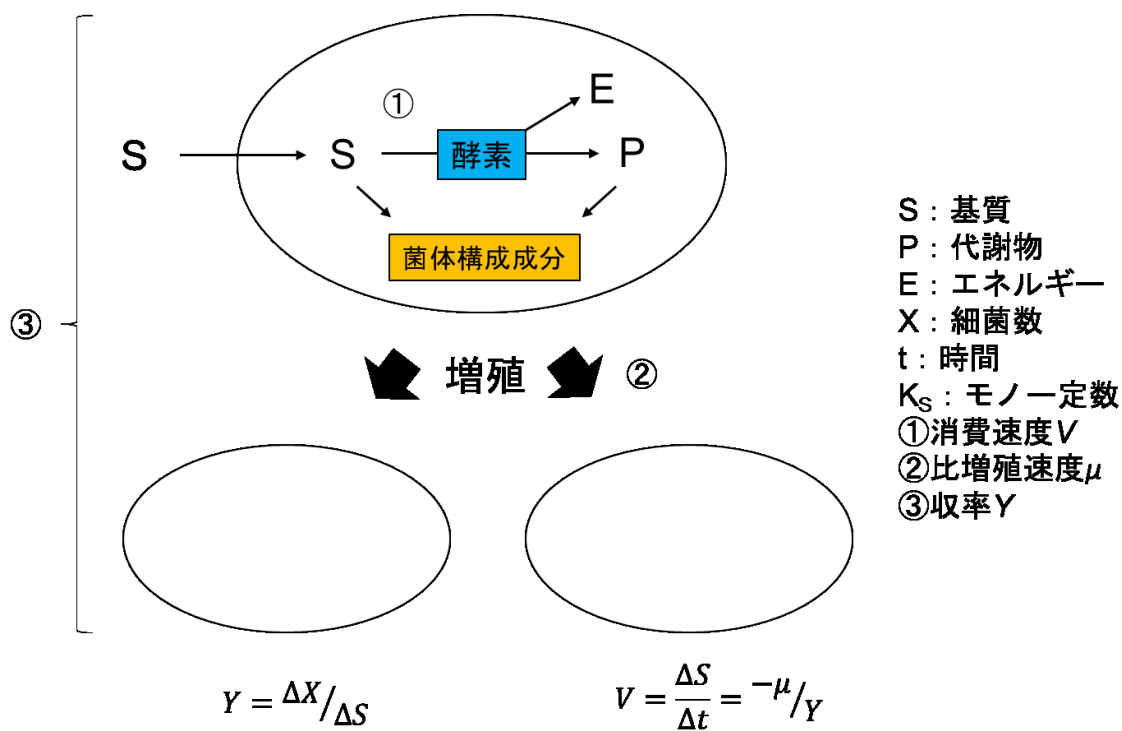 ①
E
S
S
酵素
P
菌体構成成分
③
増殖
②
S:基質
P:代謝物
E:エネルギー
X:細菌数
t:時間
Ks:モノー定数
①消費速度V
②比増殖速度μ
③収率Y
Y = ΔX/ΔS
V = ΔS/Δt = −μ/Y